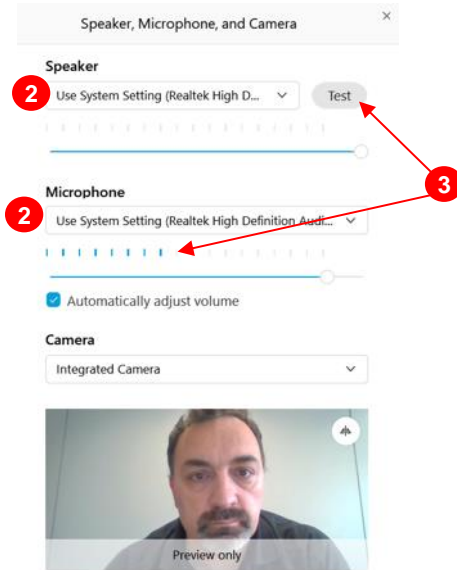 Speaker, Microphone, and Camera
×
Speaker
2 Use System Setting (Realtek High D... Test
3
Microphone
2 Use System Setting (Realtek High Definition Audi...
Automatically adjust volume
Camera
Integrated Camera
Preview only